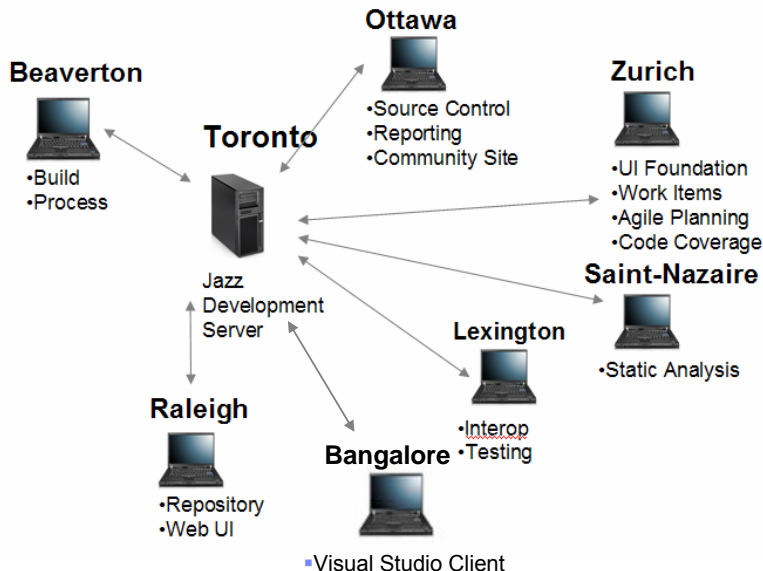 Ottawa
•Source Control
•Reporting
•Community Site
Beaverton
•Build
•Process
Toronto
Jazz
Development
Server
Zurich
•UI Foundation
•Work Items
•Agile Planning
•Code Coverage
Saint-Nazaire
•Static Analysis
Lexington
•Interop
•Testing
Raleigh
•Repository
•Web UI
Bangalore
▪Visual Studio Client